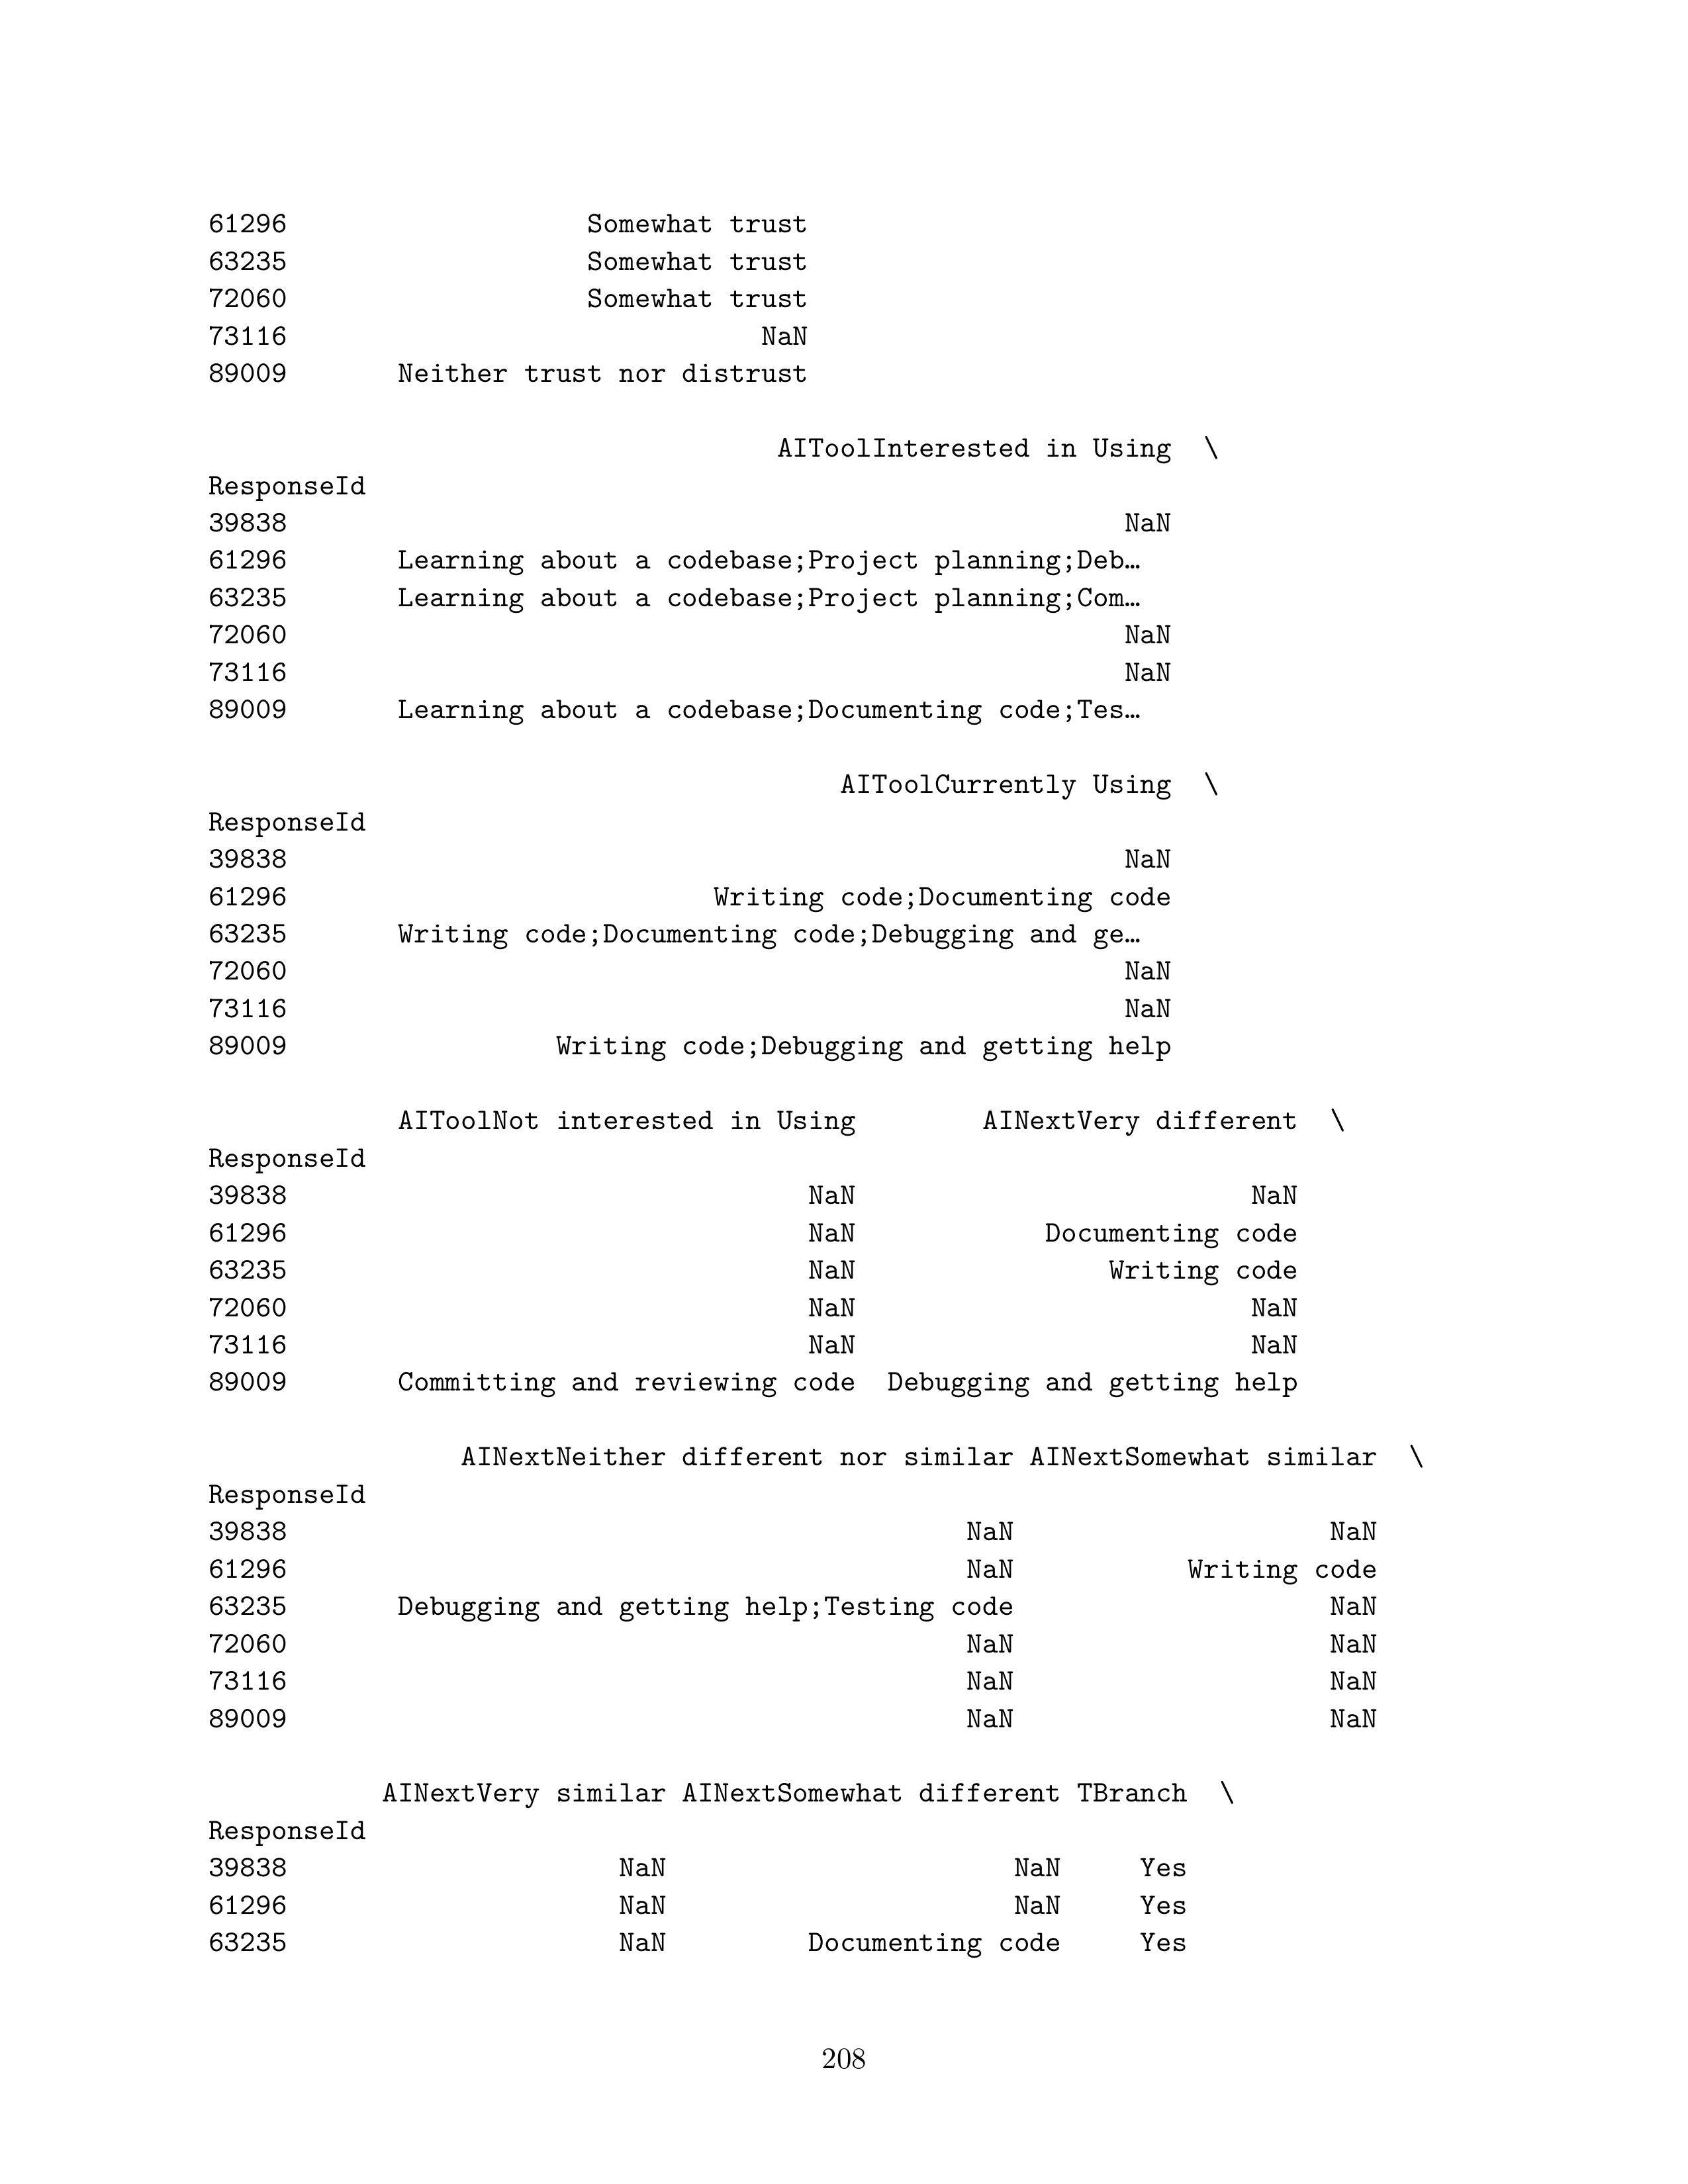 61296 Somewhat trust
63235 Somewhat trust
72060 Somewhat trust
73116 NaN
89009 Neither trust nor distrust
AIToolInterested in Using \
ResponseId
39838 NaN
61296 Learning about a codebase;Project planning;Deb…
63235 Learning about a codebase;Project planning;Com…
72060 NaN
73116 NaN
89009 Learning about a codebase;Documenting code;Tes…
AIToolCurrently Using \
ResponseId
39838 NaN
61296 Writing code;Documenting code
63235 Writing code;Documenting code;Debugging and ge…
72060 NaN
73116 NaN
89009 Writing code;Debugging and getting help
AIToolNot interested in Using AINextVery different \
ResponseId
39838 NaN NaN
61296 NaN Documenting code
63235 NaN Writing code
72060 NaN NaN
73116 NaN NaN
89009 Committing and reviewing code Debugging and getting help
AINextNeither different nor similar AINextSomewhat similar \
ResponseId
39838 NaN NaN
61296 NaN Writing code
63235 Debugging and getting help;Testing code NaN
72060 NaN NaN
73116 NaN NaN
89009 NaN NaN
AINextVery similar AINextSomewhat different TBranch \
ResponseId
39838 NaN NaN Yes
61296 NaN NaN Yes
63235 NaN Documenting code Yes
208